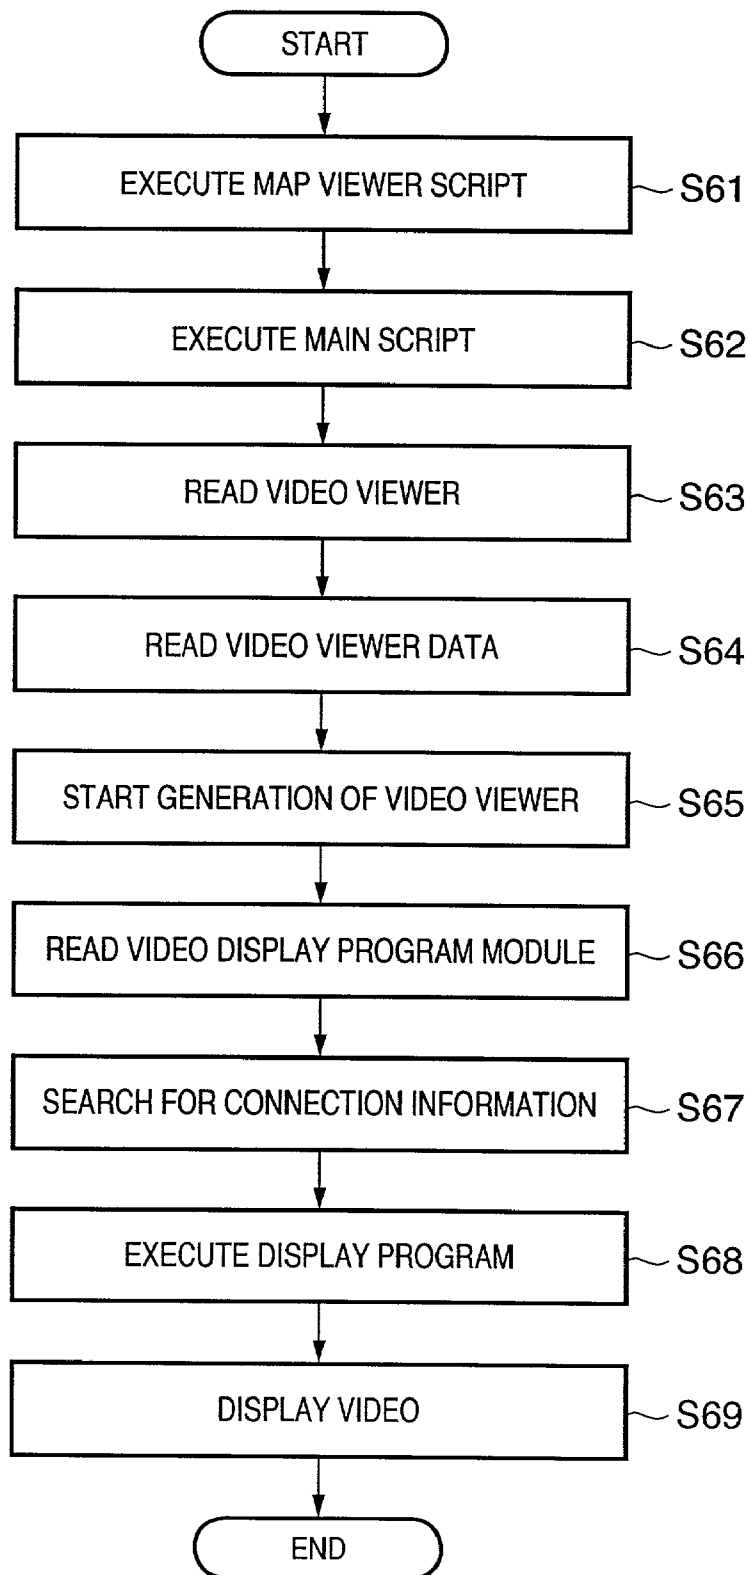 START
EXECUTE MAP VIEWER SCRIPT
S61
EXECUTE MAIN SCRIPT
S62
READ VIDEO VIEWER
S63
READ VIDEO VIEWER DATA
S64
START GENERATION OF VIDEO VIEWER
S65
READ VIDEO DISPLAY PROGRAM MODULE
S66
SEARCH FOR CONNECTION INFORMATION
S67
EXECUTE DISPLAY PROGRAM
S68
DISPLAY VIDEO
S69
END